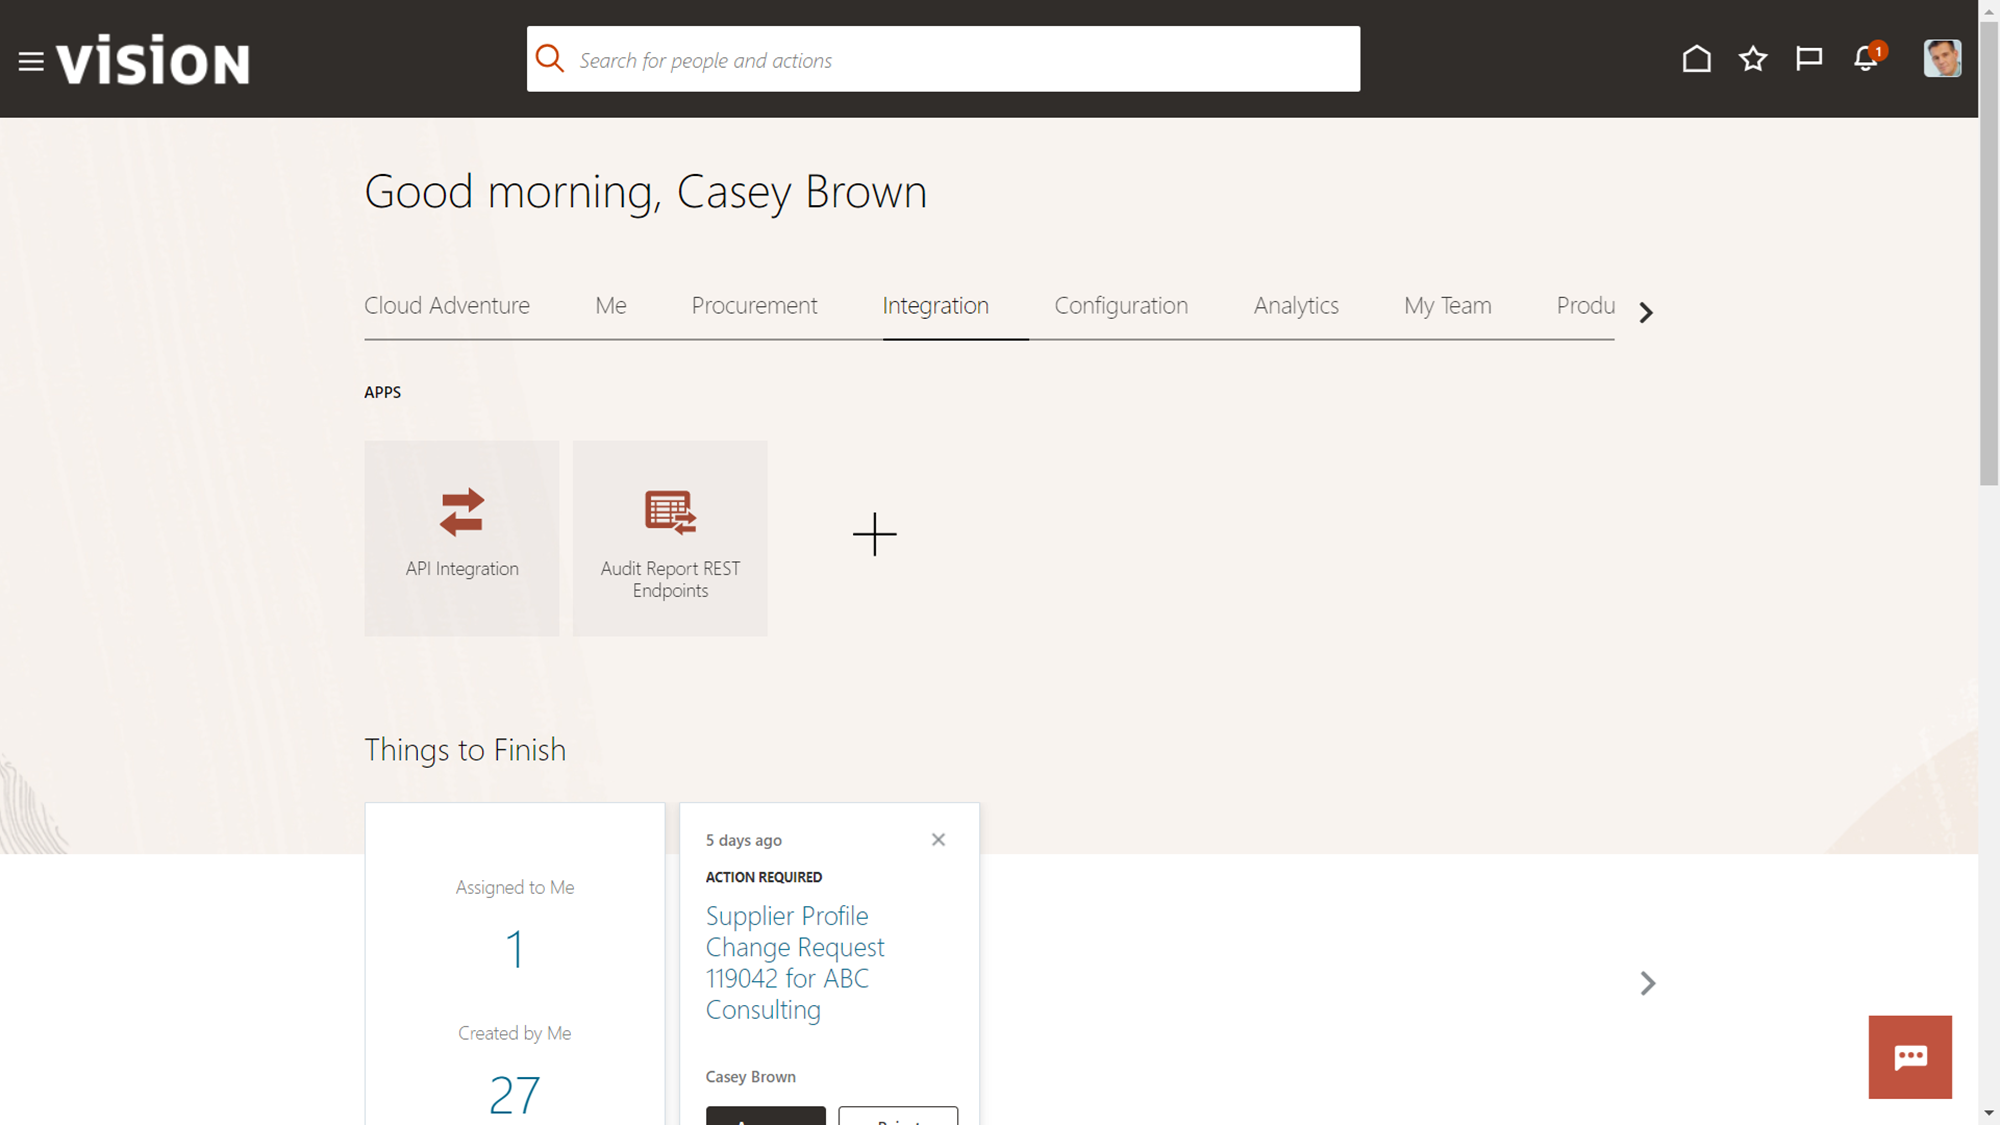 vision
Search for people and actions
1
Good morning, Casey Brown
Cloud Adventure Me Procurement Integration Configuration Analytics My Team Produ
APPS
API Integration
Audit Report REST
Endpoints
Things to Finish
Assigned to Me
1
Created by Me
27
5 days ago
ACTION REQUIRED
Supplier Profile
Change Request
119042 for ABC
Consulting
Casey Brown